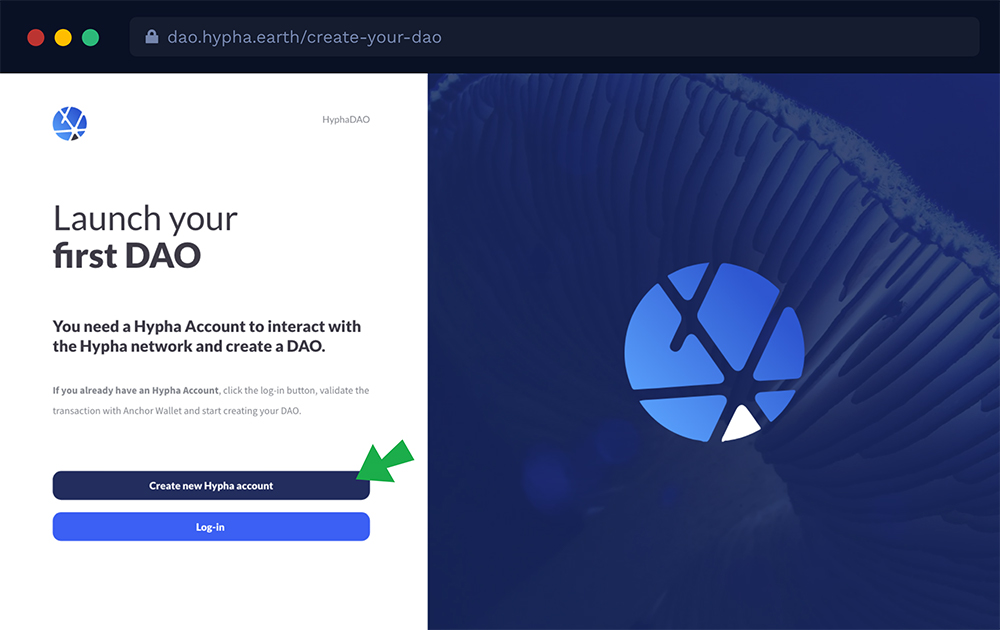 dao.hypha.earth/create-your-dao
HyphaDAO
Launch your
first DAO
You need a Hypha Account to interact with
the Hypha network and create a DAO.
If you already have an Hypha Account, click the log-in button, validate the
transaction with Anchor Wallet and start creating your DAO.
Create new Hypha account
Log-in